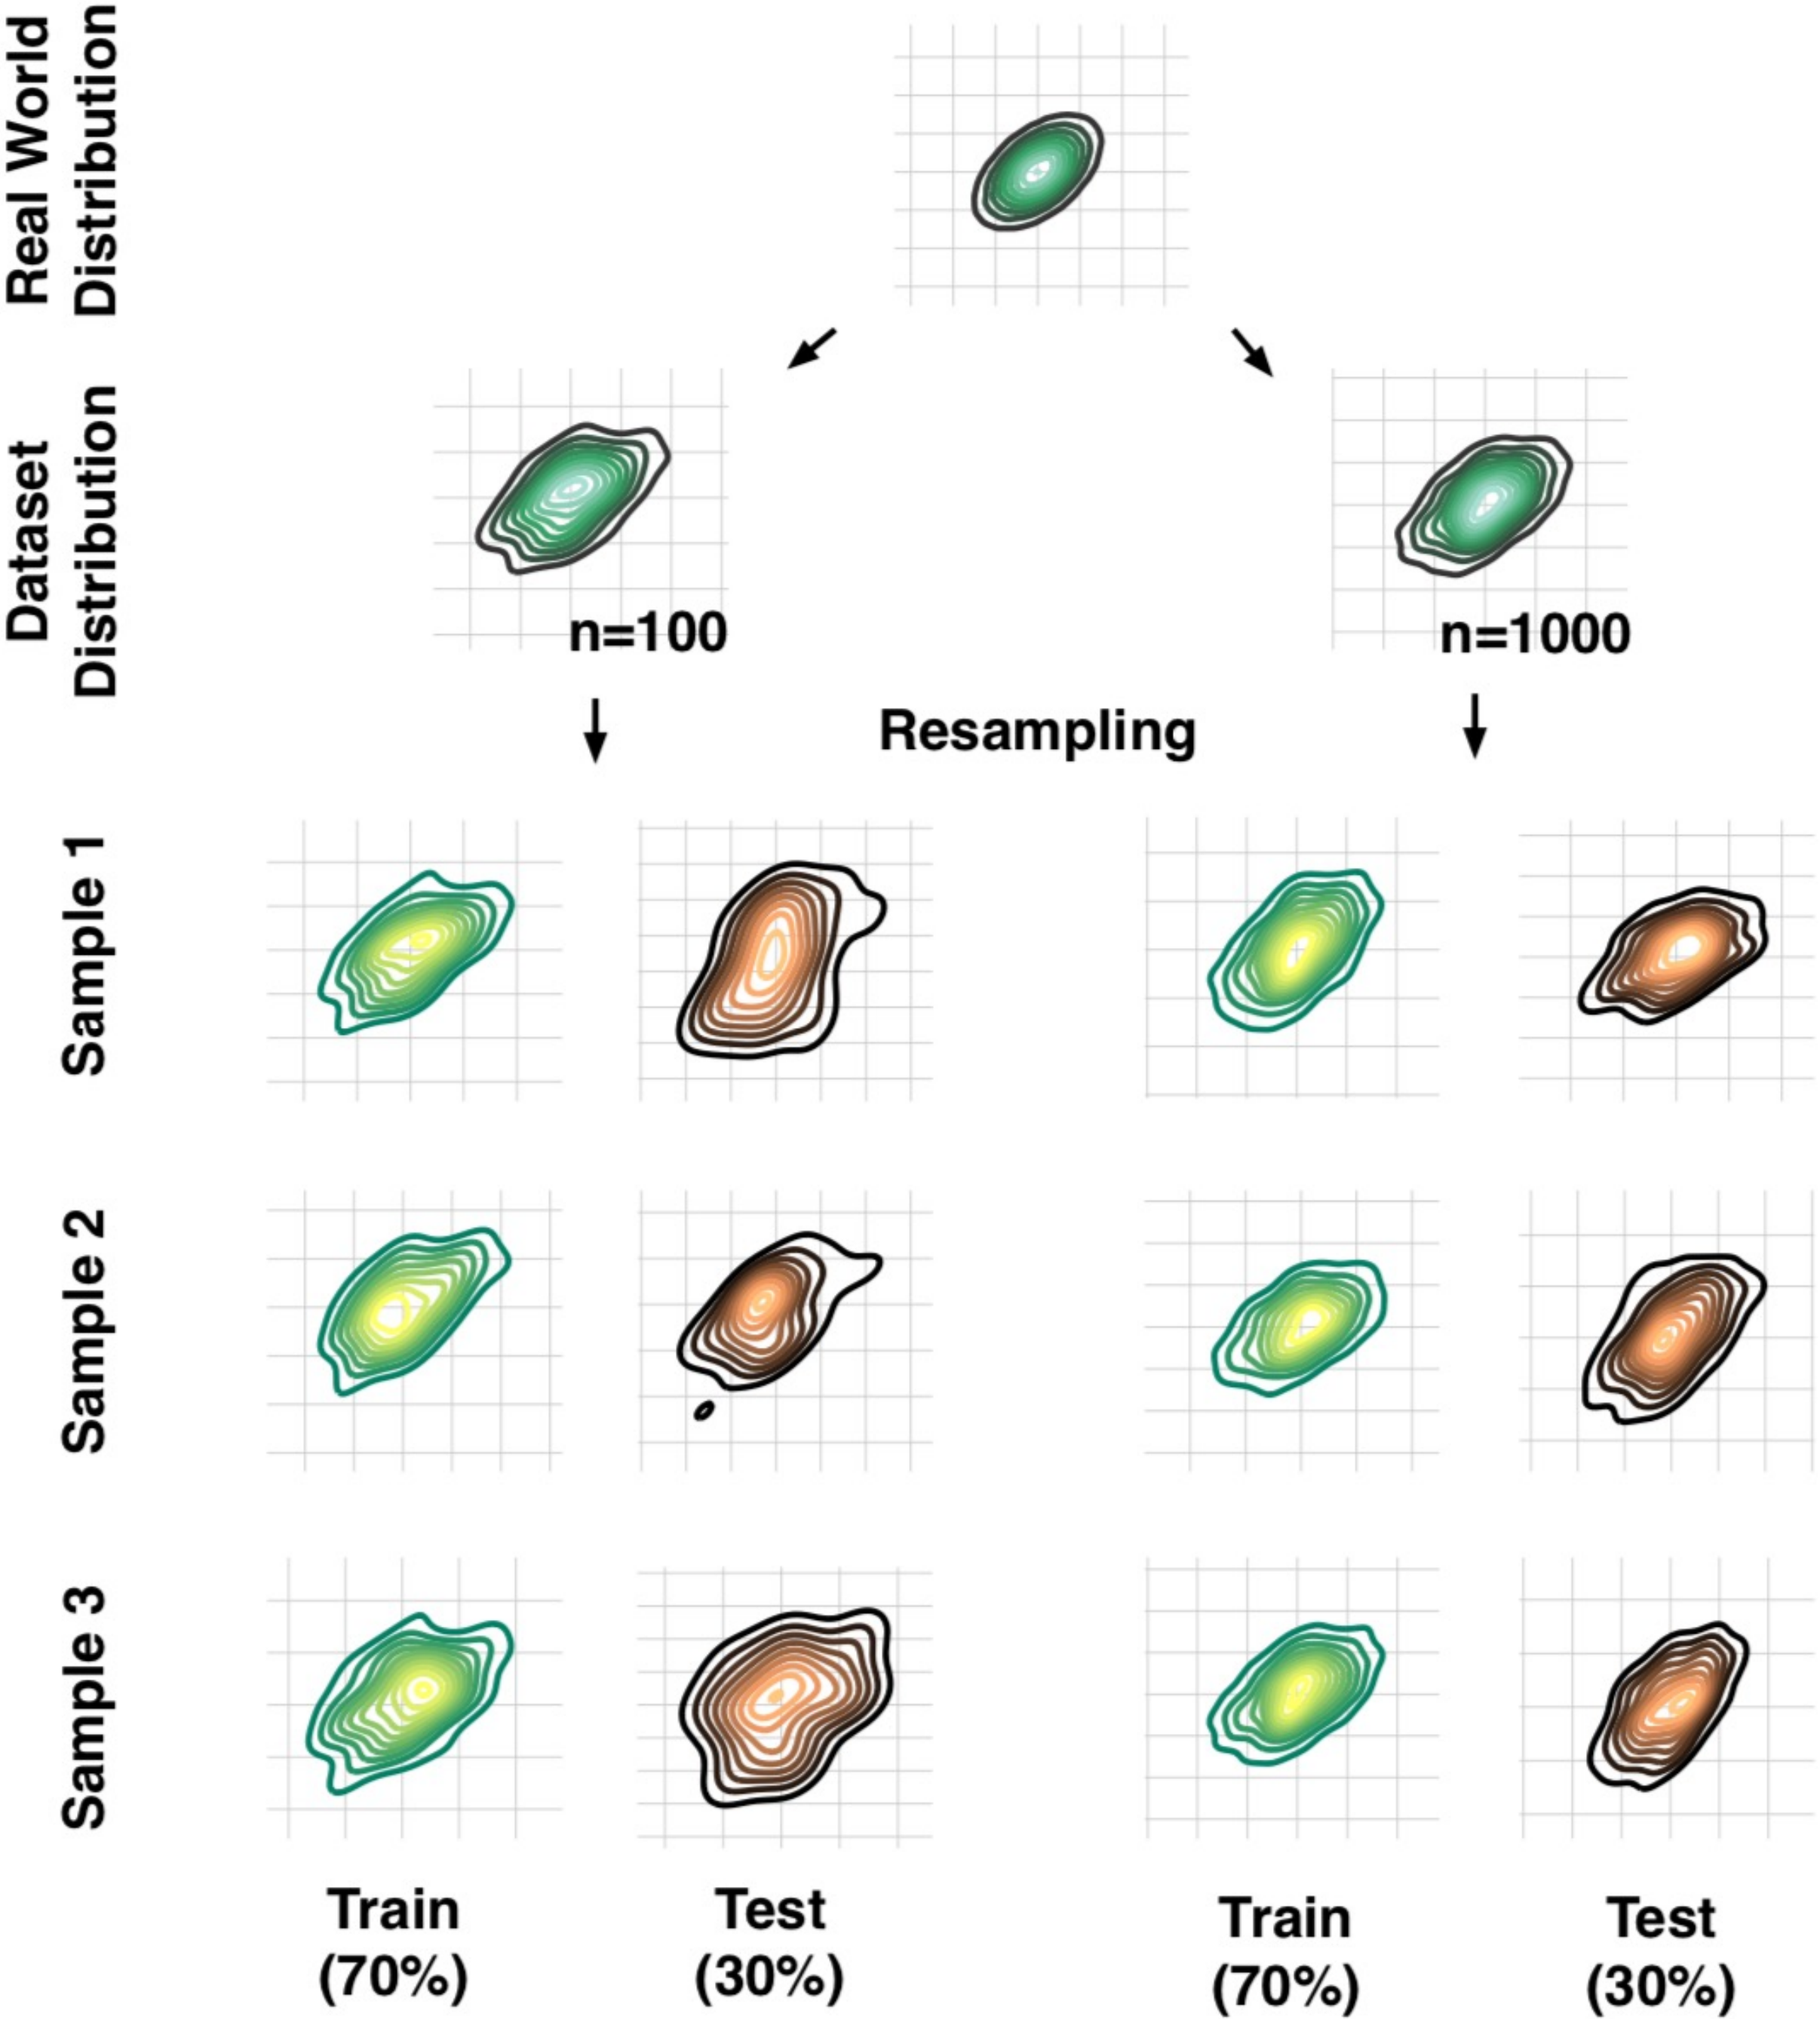 Real World
Distribution
Dataset
Distribution
n=100
n=1000
Resampling
Sample 1
Sample 2
Sample 3
Train
(70%)
Test
(30%)
Train
(70%)
Test
(30%)